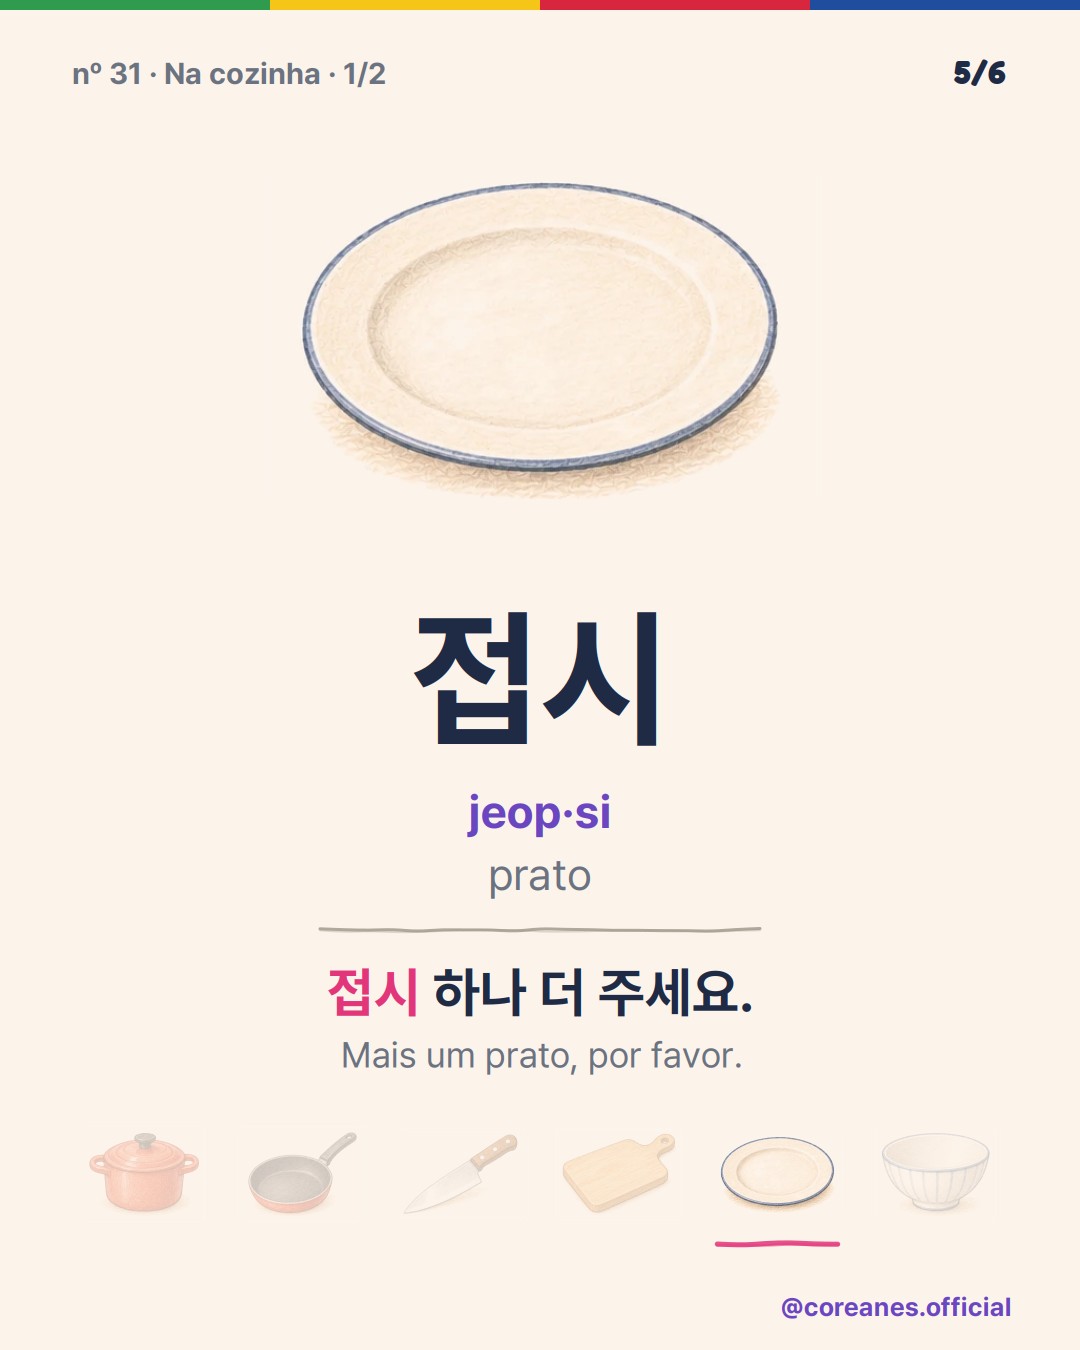 nº 31 · Na cozinha · 1/2
5/6
접시
jeop·si
prato
접시 하나 더 주세요.
Mais um prato, por favor.
@coreanes.official